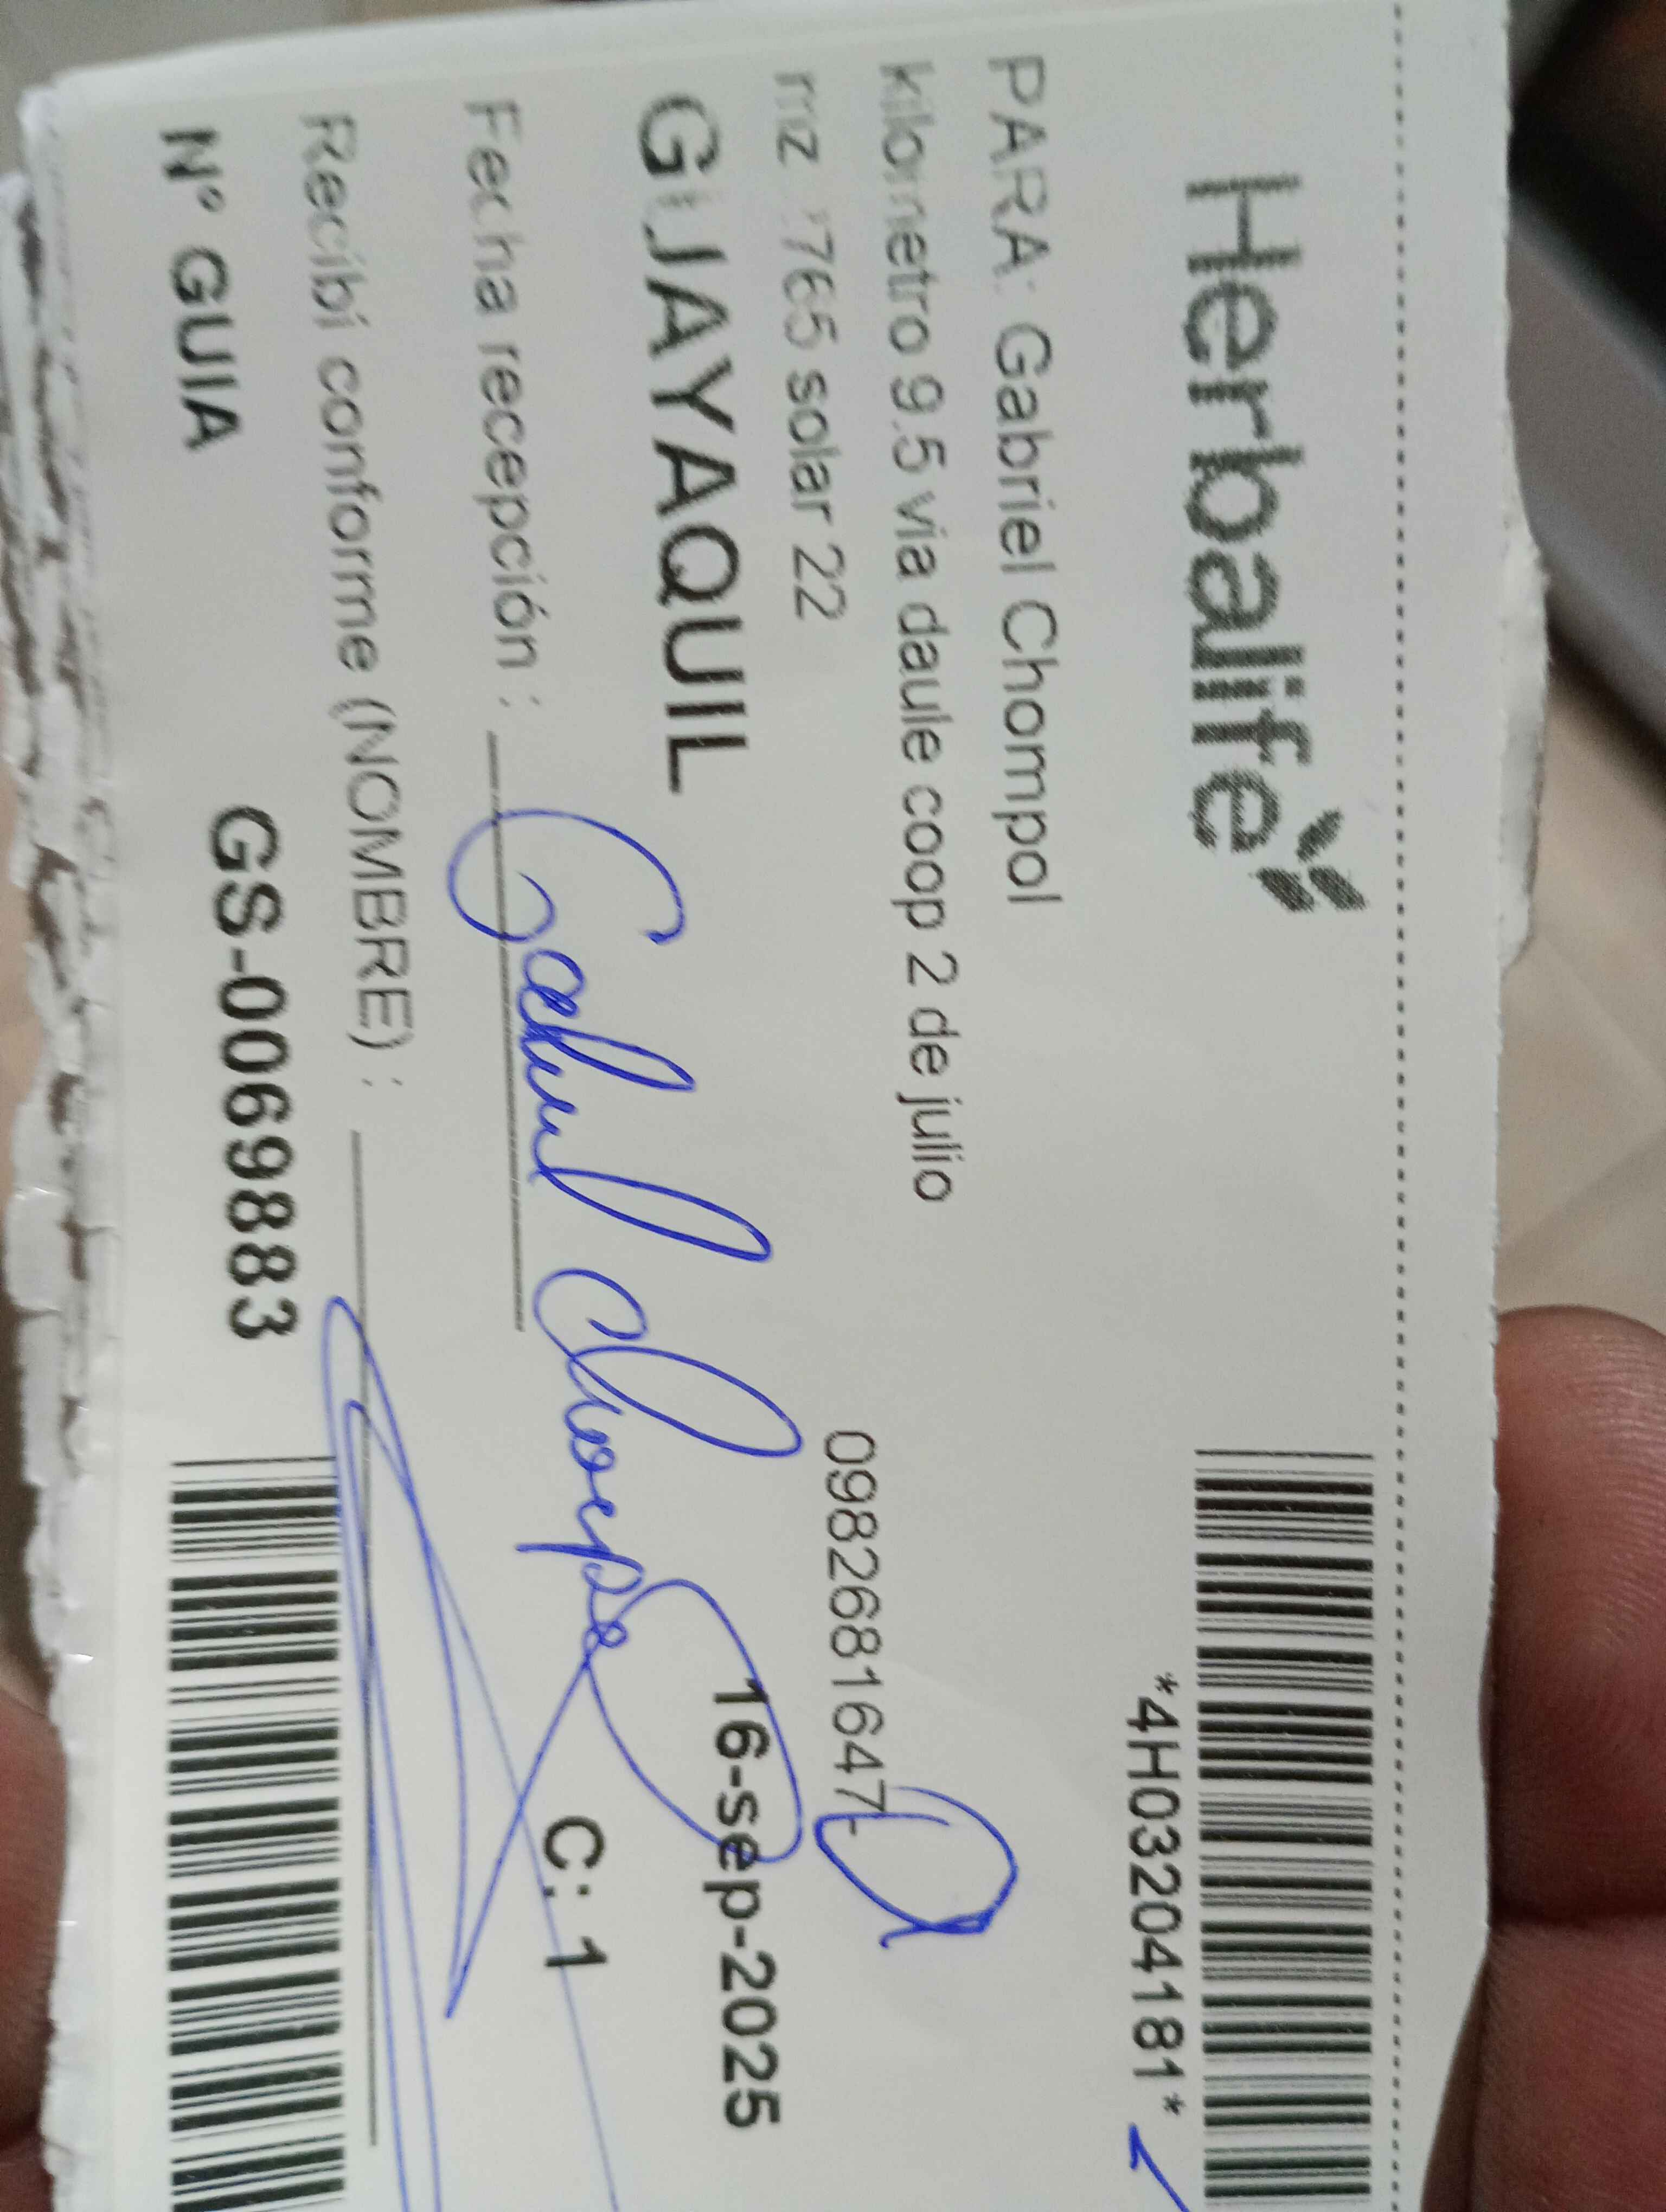 Herbalife
*4H03204181*
PARA: Gabriel Chompol
kilometro 9.5 via daule coop 2 de julio
mz 1765 solar 22
0982681647
GUAYAQUIL
16-sep-2025
Fecha recepción :
C: 1
Recibí conforme (NOMBRE) :
N° GUIA
GS-00698883